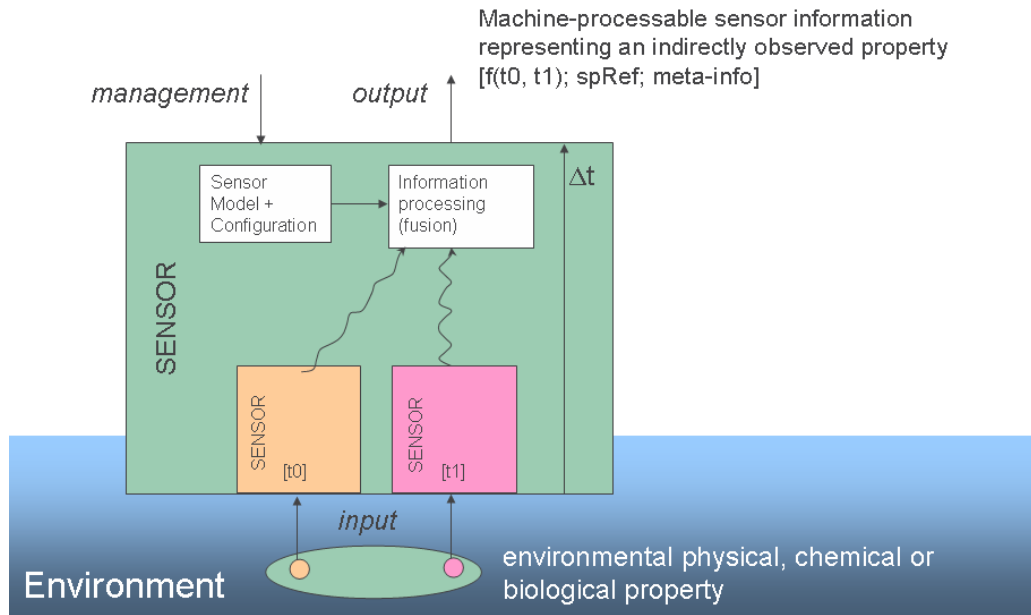 Machine-processable sensor information
representing an indirectly observed property
[f(t0, t1); spRef; meta-info]
management
output
Sensor
Model +
Configuration
Information
processing
(fusion)
Δt
SENSOR
SENSOR
[t0]
SENSOR
[t1]
input
environmental physical, chemical or
biological property
Environment